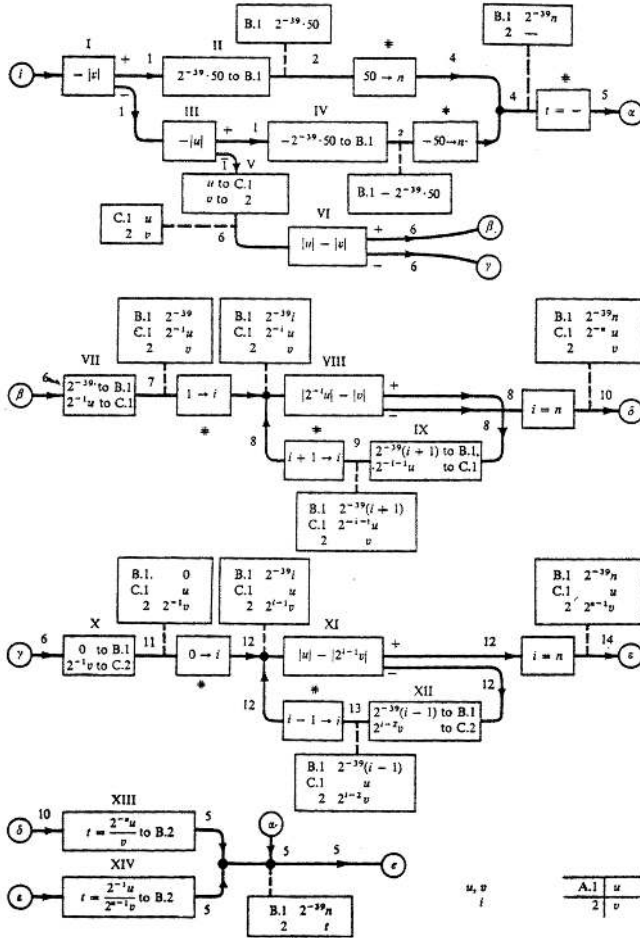 B.1 2⁻³⁹·50
B.1 2⁻³⁹n
2 —
I
II
i
− |v|
+
1
2⁻³⁹·50 to B.1
2
*
50 → n
4
4
*
t = −
5
α
−
1
III
−|u|
+
1
IV
−2⁻³⁹·50 to B.1
2
*
−50→n
−
1
V
u to C.1
v to 2
B.1 − 2⁻³⁹·50
C.1 u
2 v
6
VI
|u| − |v|
+
6
β
−
6
γ
B.1 2⁻³⁹
C.1 2⁻¹u
2 v
B.1 2⁻³⁹i
C.1 2⁻ⁱu
2 v
B.1 2⁻³⁹n
C.1 2⁻ⁿu
2 v
VII
VIII
β
6
2⁻³⁹ to B.1
2⁻¹u to C.1
7
1 → i
*
|2⁻ⁱu| − |v|
+
−
8
i = n
10
δ
8
8
*
i + 1 → i
9
IX
2⁻³⁹(i + 1) to B.1,
2⁻ⁱ⁻¹u to C.1
B.1 2⁻³⁹(i + 1)
C.1 2⁻ⁱ⁻¹u
2 v
B.1. 0
C.1 u
2 2⁻¹v
B.1 2⁻³⁹i
C.1 u
2 2ⁱ⁻¹v
B.1 2⁻³⁹n
C.1 u
2 2ⁿ⁻¹v
X
XI
γ
6
0 to B.1
2⁻¹v to C.2
11
0 → i
*
12
|u| − |2ⁱ⁻¹v|
+
−
12
i = n
14
ε
12
12
*
i − 1 → i
13
XII
2⁻³⁹(i − 1) to B.1
2ⁱ⁻²v to C.2
B.1 2⁻³⁹(i − 1)
C.1 u
2 2ⁱ⁻²v
XIII
δ
10
t = 2⁻ⁿu / v to B.2
5
α
XIV
ε
t = 2⁻¹u / 2ⁿ⁻¹v to B.2
5
5
5
e
B.1 2⁻³⁹n
2 t
u, v
i
A.1 u
2 v